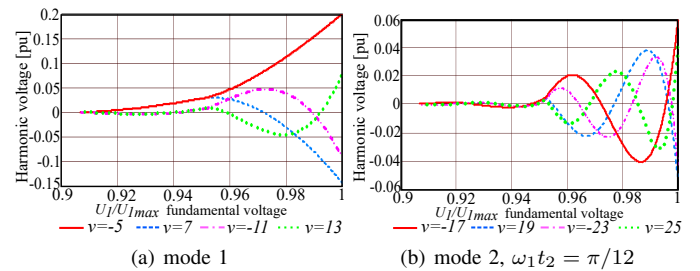 Harmonic voltage [pu]
0.2
0.15
0.1
0.05
0
-0.05
-0.1
-0.15
0.9 0.92 0.94 0.96 0.98 1
U1/U1max fundamental voltage
v=-5 v=7 v=-11 v=13
(a) mode 1
Harmonic voltage [pu]
0.06
0.04
0.02
0
-0.02
-0.04
0.06
0.9 0.92 0.94 0.96 0.98 1
U1/U1max fundamental voltage
v=-17 v=19 v=-23 v=25
(b) mode 2, ω₁t₂ = π/12